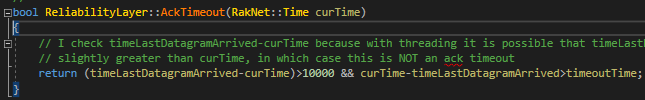 bool ReliabilityLayer::AckTimeout(RakNet::Time curTime)
{
// I check timeLastDatagramArrived-curTime because with threading it is possible that timeLast
// slightly greater than curTime, in which case this is NOT an ack timeout
return (timeLastDatagramArrived-curTime)>10000 && curTime-timeLastDatagramArrived>timeoutTime;
}